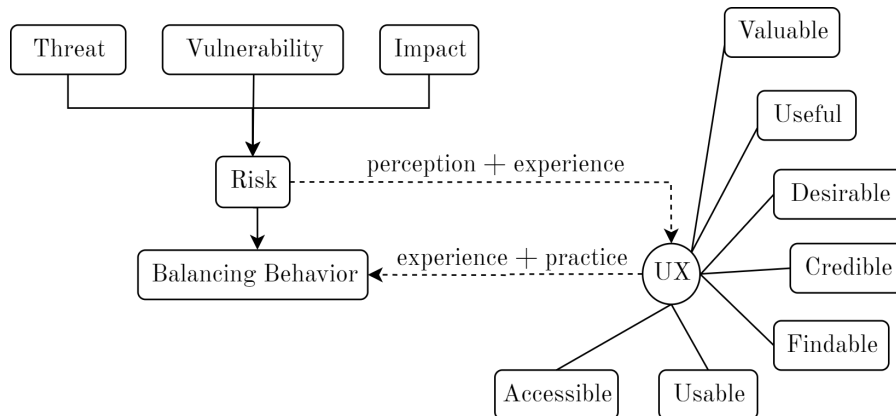 Threat
Vulnerability
Impact
Valuable
Useful
perception + experience
Risk
Desirable
experience + practice
Balancing Behavior
UX
Credible
Findable
Accessible
Usable